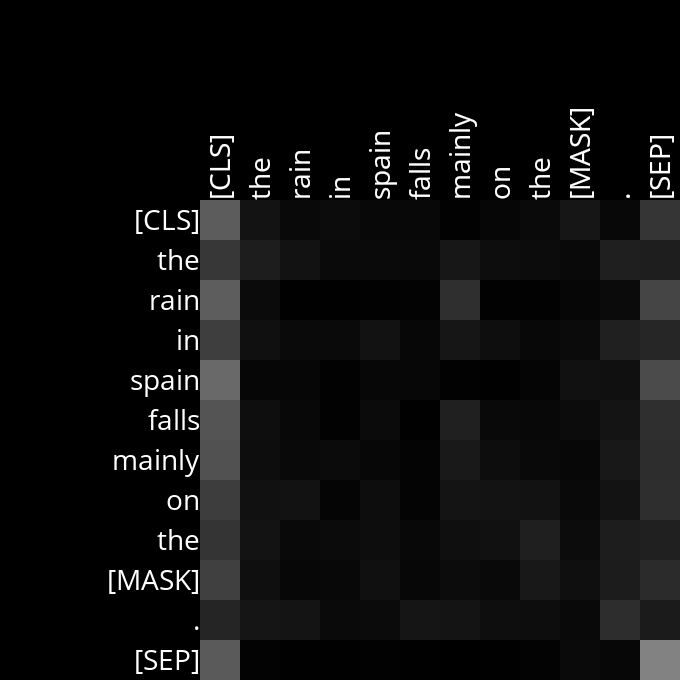 [CLS] the rain in spain falls mainly on the [MASK] . [SEP]
[CLS]
the
rain
in
spain
falls
mainly
on
the
[MASK]
.
[SEP]